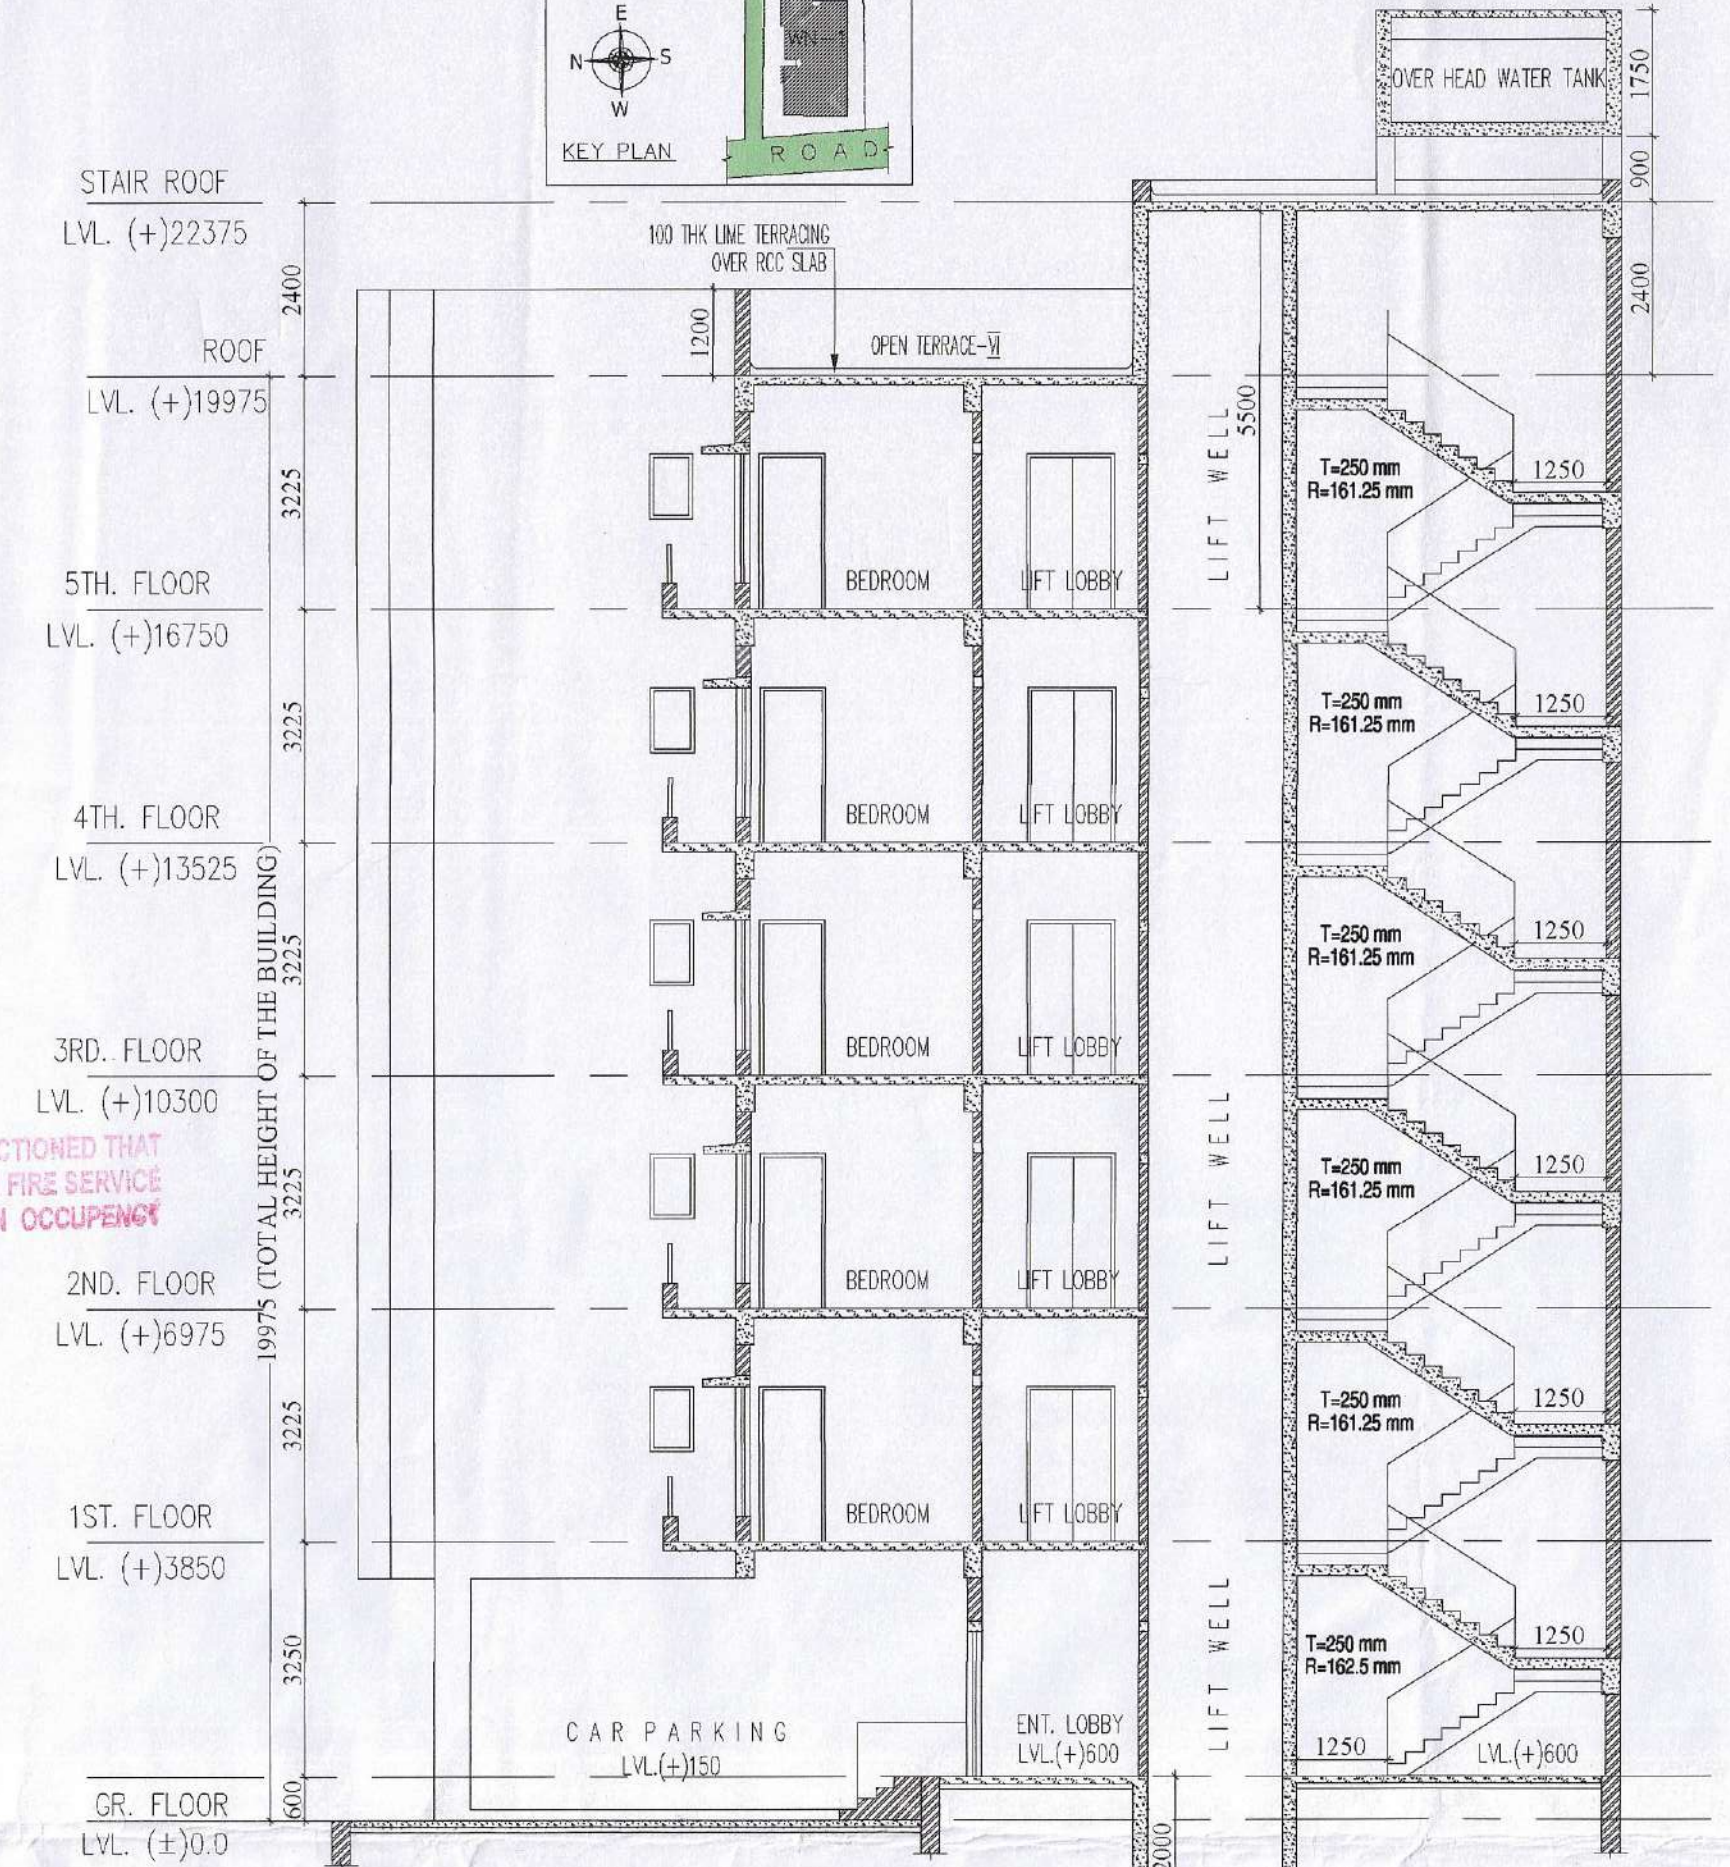 E
N
S
W
KEY PLAN
WN-1
R O A D
OVER HEAD WATER TANK
1750
900
2400
STAIR ROOF
LVL. (+)22375
2400
100 THK LIME TERRACING
OVER RCC SLAB
1200
OPEN TERRACE-VI
ROOF
LVL. (+)19975
3225
LIFT WELL
5500
T=250 mm
R=161.25 mm
1250
5TH. FLOOR
LVL. (+)16750
BEDROOM
LIFT LOBBY
3225
T=250 mm
R=161.25 mm
1250
4TH. FLOOR
LVL. (+)13525
BEDROOM
LIFT LOBBY
19975 (TOTAL HEIGHT OF THE BUILDING)
3225
T=250 mm
R=161.25 mm
1250
3RD. FLOOR
LVL. (+)10300
BEDROOM
LIFT LOBBY
CTIONED THAT
FIRE SERVICE
N OCCUPENCY
3225
LIFT WELL
T=250 mm
R=161.25 mm
1250
2ND. FLOOR
LVL. (+)6975
BEDROOM
LIFT LOBBY
3225
T=250 mm
R=161.25 mm
1250
1ST. FLOOR
LVL. (+)3850
BEDROOM
LIFT LOBBY
3250
LIFT WELL
T=250 mm
R=162.5 mm
1250
CAR PARKING
LVL.(+)150
ENT. LOBBY
LVL.(+)600
1250
LVL.(+)600
600
GR. FLOOR
LVL. (±)0.0
2000